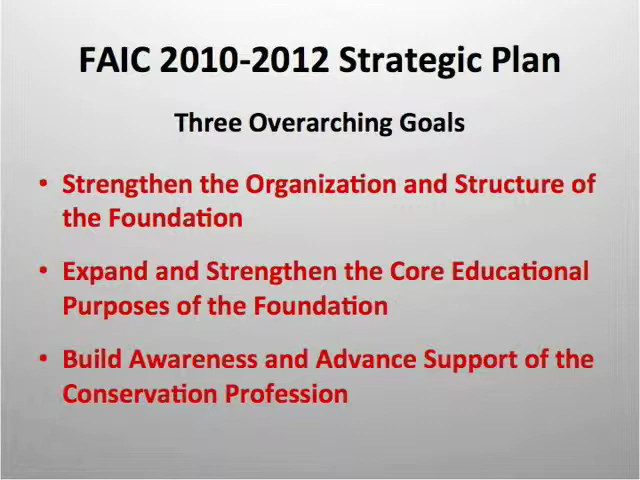 FAIC 2010-2012 Strategic Plan
Three Overarching Goals
• Strengthen the Organization and Structure of
the Foundation
• Expand and Strengthen the Core Educational
Purposes of the Foundation
• Build Awareness and Advance Support of the
Conservation Profession